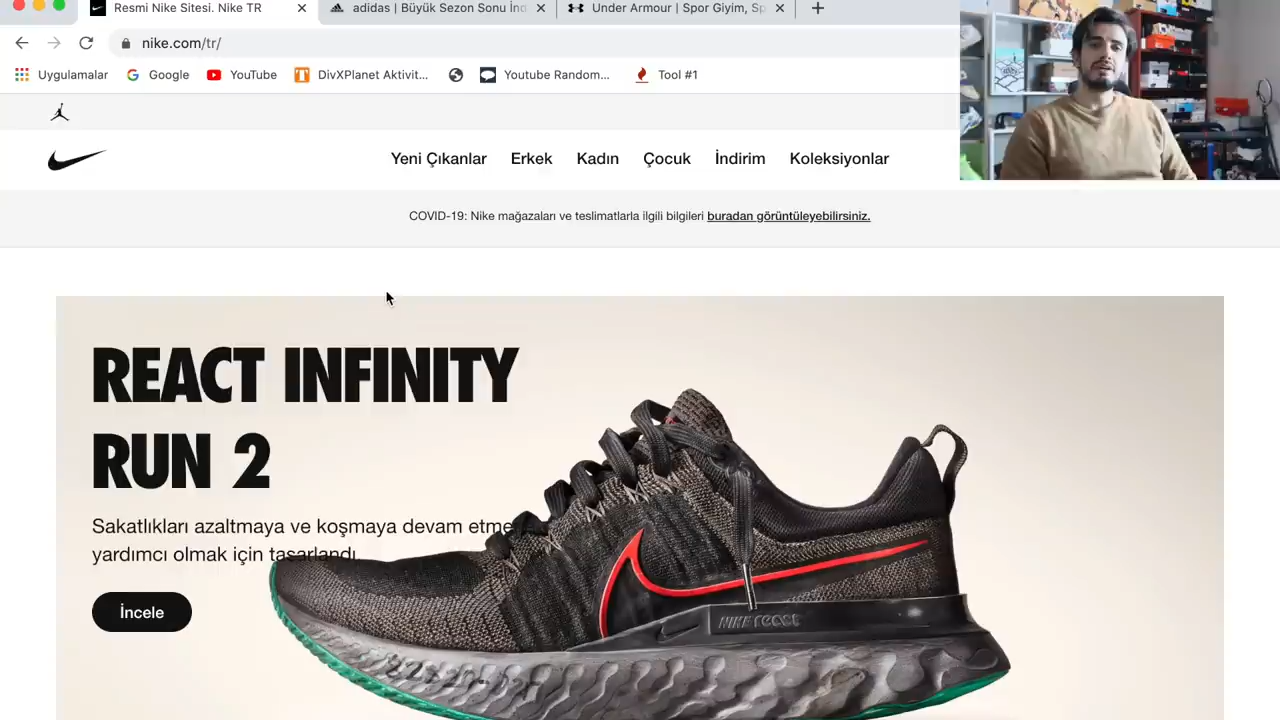 Resmi Nike Sitesi. Nike TR
adidas | Büyük Sezon Sonu İnd
Under Armour | Spor Giyim, Sp
nike.com/tr/
Uygulamalar
Google
YouTube
DivXPlanet Aktivit...
Youtube Random...
Tool #1
Yeni Çıkanlar Erkek Kadın Çocuk İndirim Koleksiyonlar
COVID-19: Nike mağazaları ve teslimatlarla ilgili bilgileri buradan görüntüleyebilirsiniz.
REACT INFINITY
RUN 2
Sakatlıkları azaltmaya ve koşmaya devam
yardımcı olmak için tasarlandı.
İncele
NIKE react